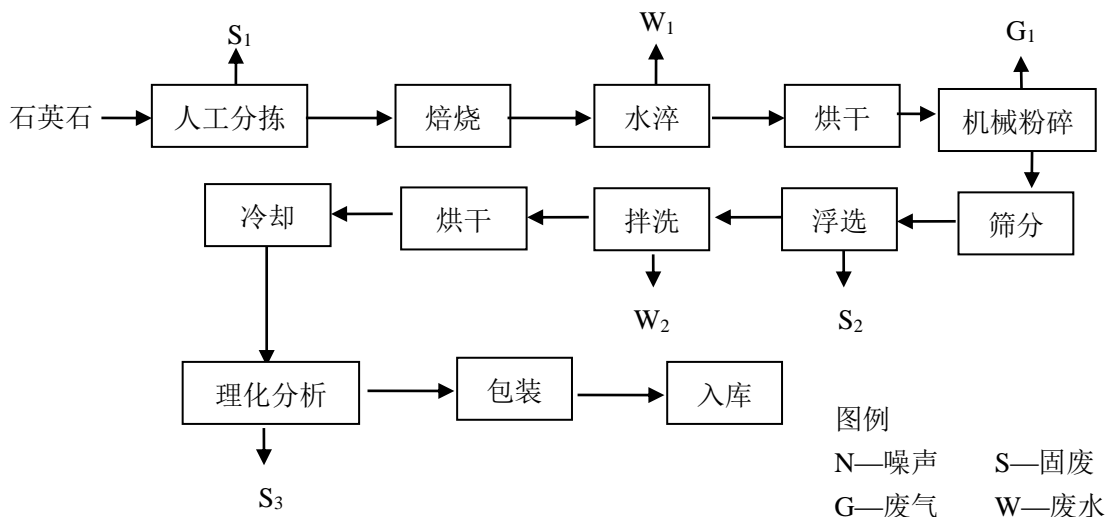 S₁
W₁
G₁
石英石
人工分拣
焙烧
水淬
烘干
机械粉碎
冷却
烘干
拌洗
浮选
筛分
W₂
S₂
理化分析
包装
入库
S₃
图例
N—噪声 S—固废
G—废气 W—废水